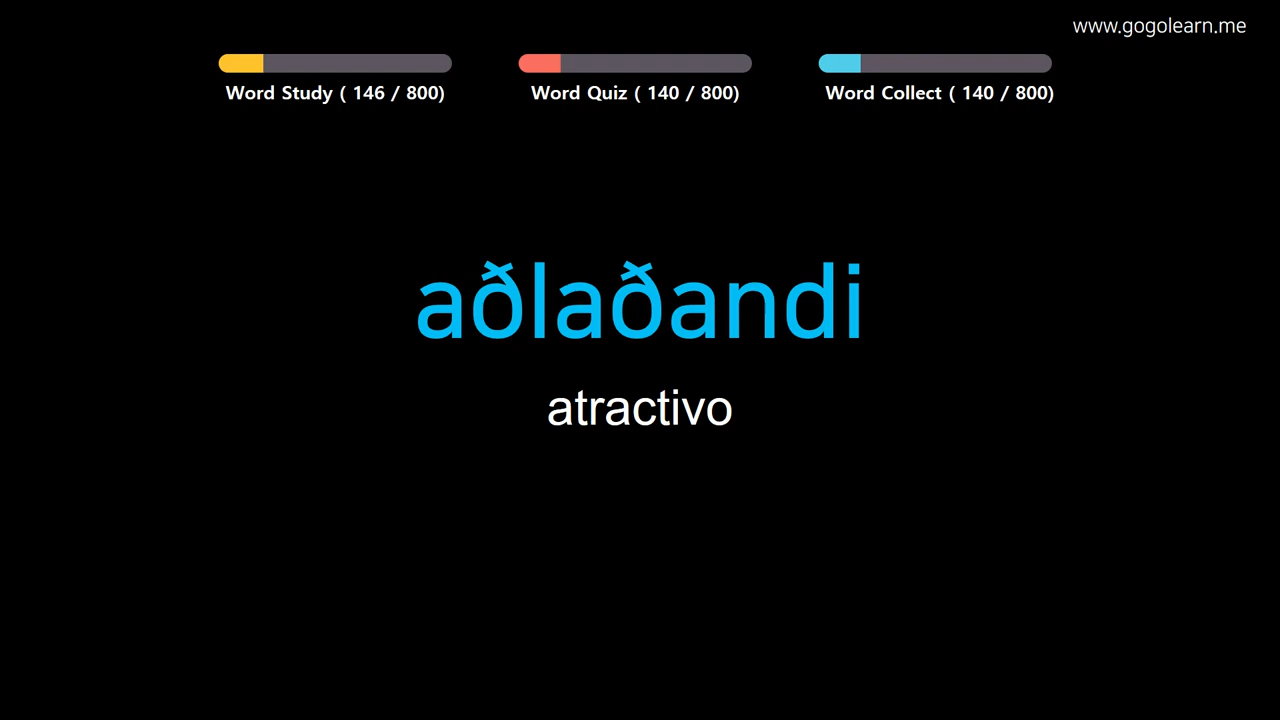 www.gogolearn.me
Word Study ( 146 / 800)
Word Quiz ( 140 / 800)
Word Collect ( 140 / 800)
aðlaðandi
atractivo